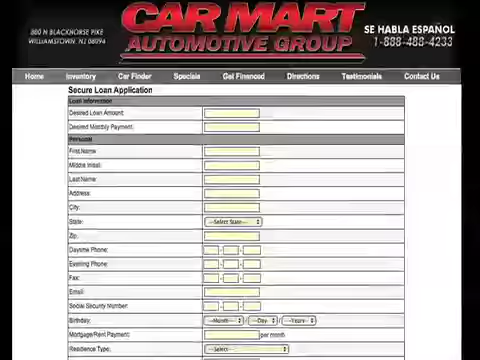 CAR MART
AUTOMOTIVE GROUP
800 N BLACKHORSE PIKE
WILLIAMSTOWN, NJ 08094
SE HABLA ESPAÑOL
1-888-488-4233
Home Inventory Car Finder Specials Get Financed Directions Testimonials Contact Us
Secure Loan Application
Loan Information
Desired Loan Amount:
Desired Monthly Payment:
Personal
First Name
Middle Initial:
Last Name:
Address:
City:
State: ---Select State---
Zip:
Daytime Phone: - -
Evening Phone: - -
Fax: - -
Email:
Social Security Number: - -
Birthday: ---Month--- / ---Day--- / ---Years---
Mortgage/Rent Payment: per month
Residence Type: ---Select---